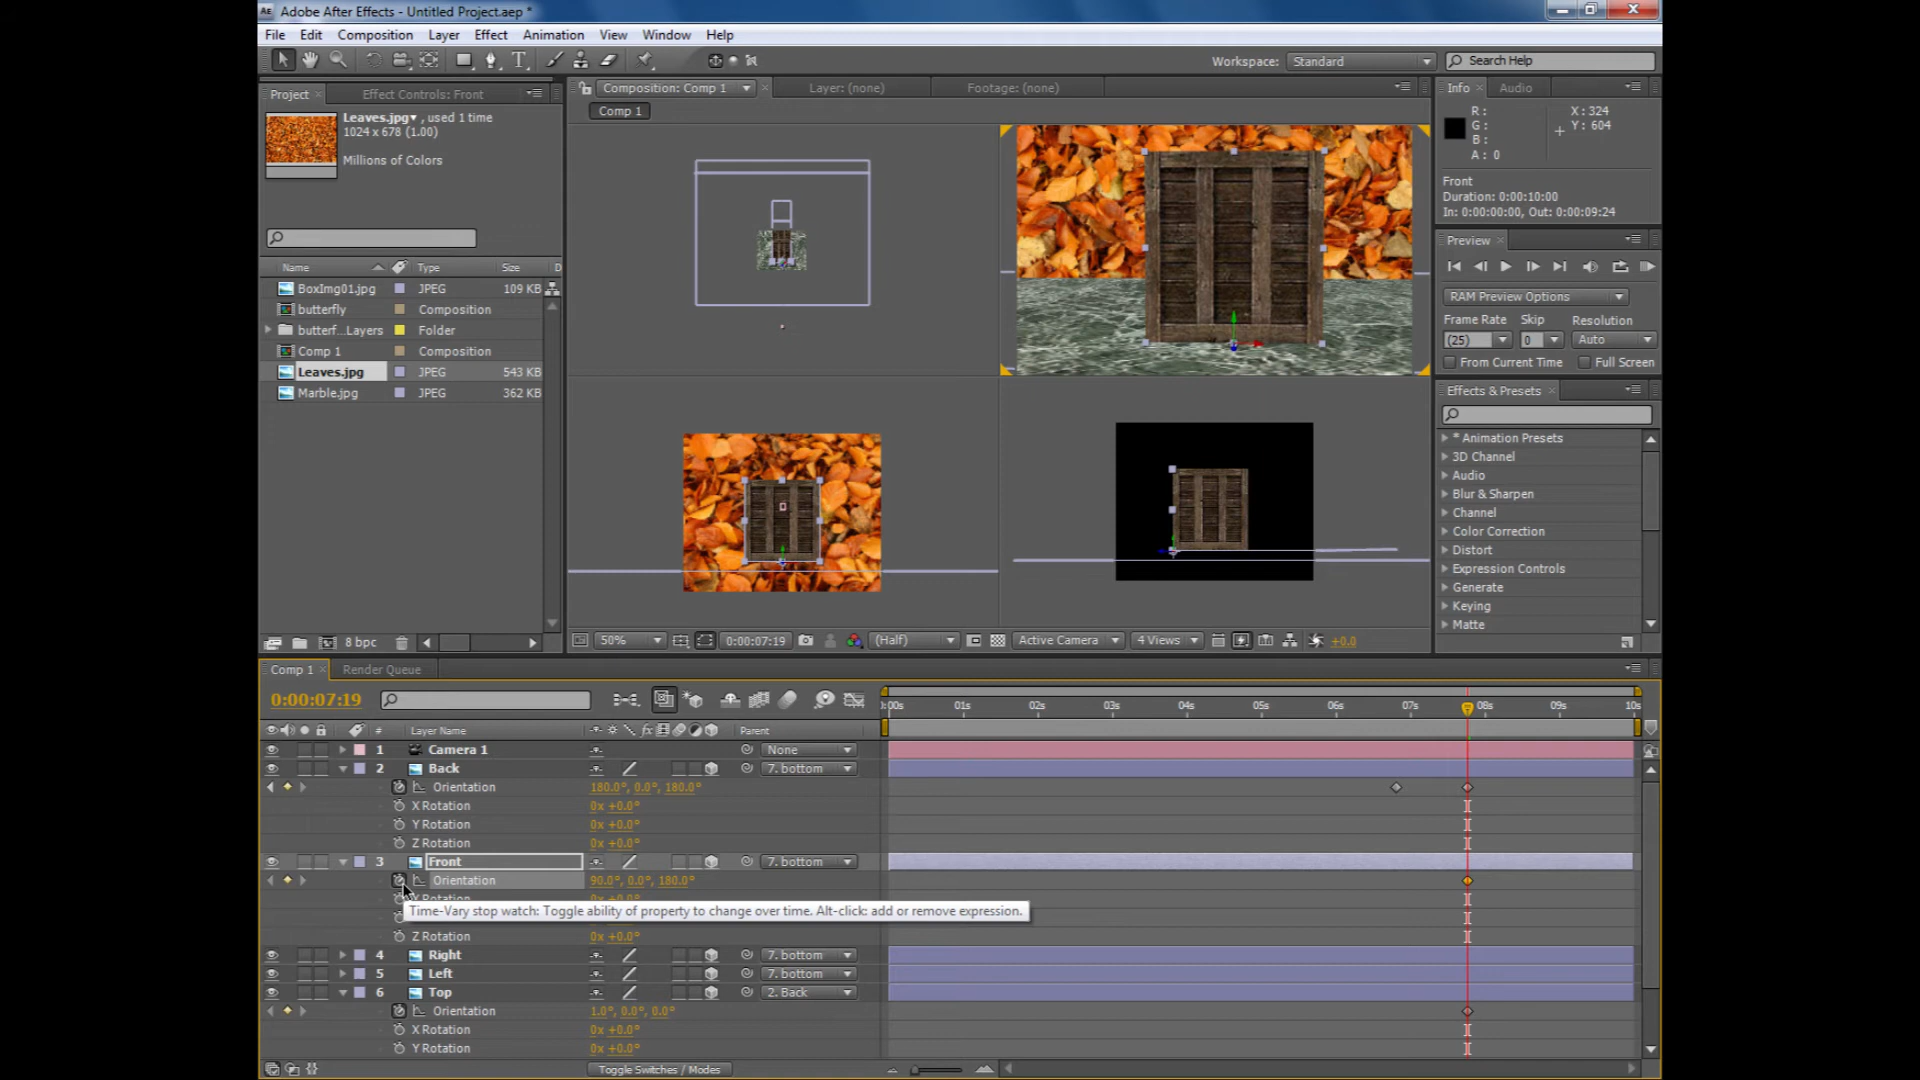 Adobe After Effects - Untitled Project.aep *
File Edit Composition Layer Effect Animation View Window Help
Workspace: Standard Search Help
Project Effect Controls: Front
Composition: Comp 1 Layer: (none) Footage: (none)
Info Audio
Comp 1
Leaves.jpg▾ , used 1 time
1024 x 678 (1.00)
Millions of Colors
R: X: 324
G: Y: 604
B:
A: 0
Front
Duration: 0:00:10:00
In: 0:00:00:00, Out: 0:00:09:24
Preview
RAM Preview Options
Frame Rate Skip Resolution
(25) 0 Auto
From Current Time Full Screen
Name Type Size D
BoxImg01.jpg JPEG 109 KB
butterfly Composition
butterf...Layers Folder
Comp 1 Composition
Leaves.jpg JPEG 543 KB
Marble.jpg JPEG 362 KB
Effects & Presets
* Animation Presets
3D Channel
Audio
Blur & Sharpen
Channel
Color Correction
Distort
Expression Controls
Generate
Keying
Matte
8 bpc
50% 0:00:07:19 (Half) Active Camera 4 Views +0.0
Comp 1 Render Queue
0:00:07:19
:00s 01s 02s 03s 04s 05s 06s 07s 08s 09s 10s
# Layer Name fx Parent
1 Camera 1 None
2 Back 7. bottom
Orientation 180.0°, 0.0°, 180.0°
X Rotation 0x +0.0°
Y Rotation 0x +0.0°
Z Rotation 0x +0.0°
3 Front 7. bottom
Orientation 90.0°, 0.0°, 180.0°
Time-Vary stop watch: Toggle ability of property to change over time. Alt-click: add or remove expression.
Z Rotation 0x +0.0°
4 Right 7. bottom
5 Left 7. bottom
6 Top 2. Back
Orientation 1.0°, 0.0°, 0.0°
X Rotation 0x +0.0°
Y Rotation 0x +0.0°
Toggle Switches / Modes